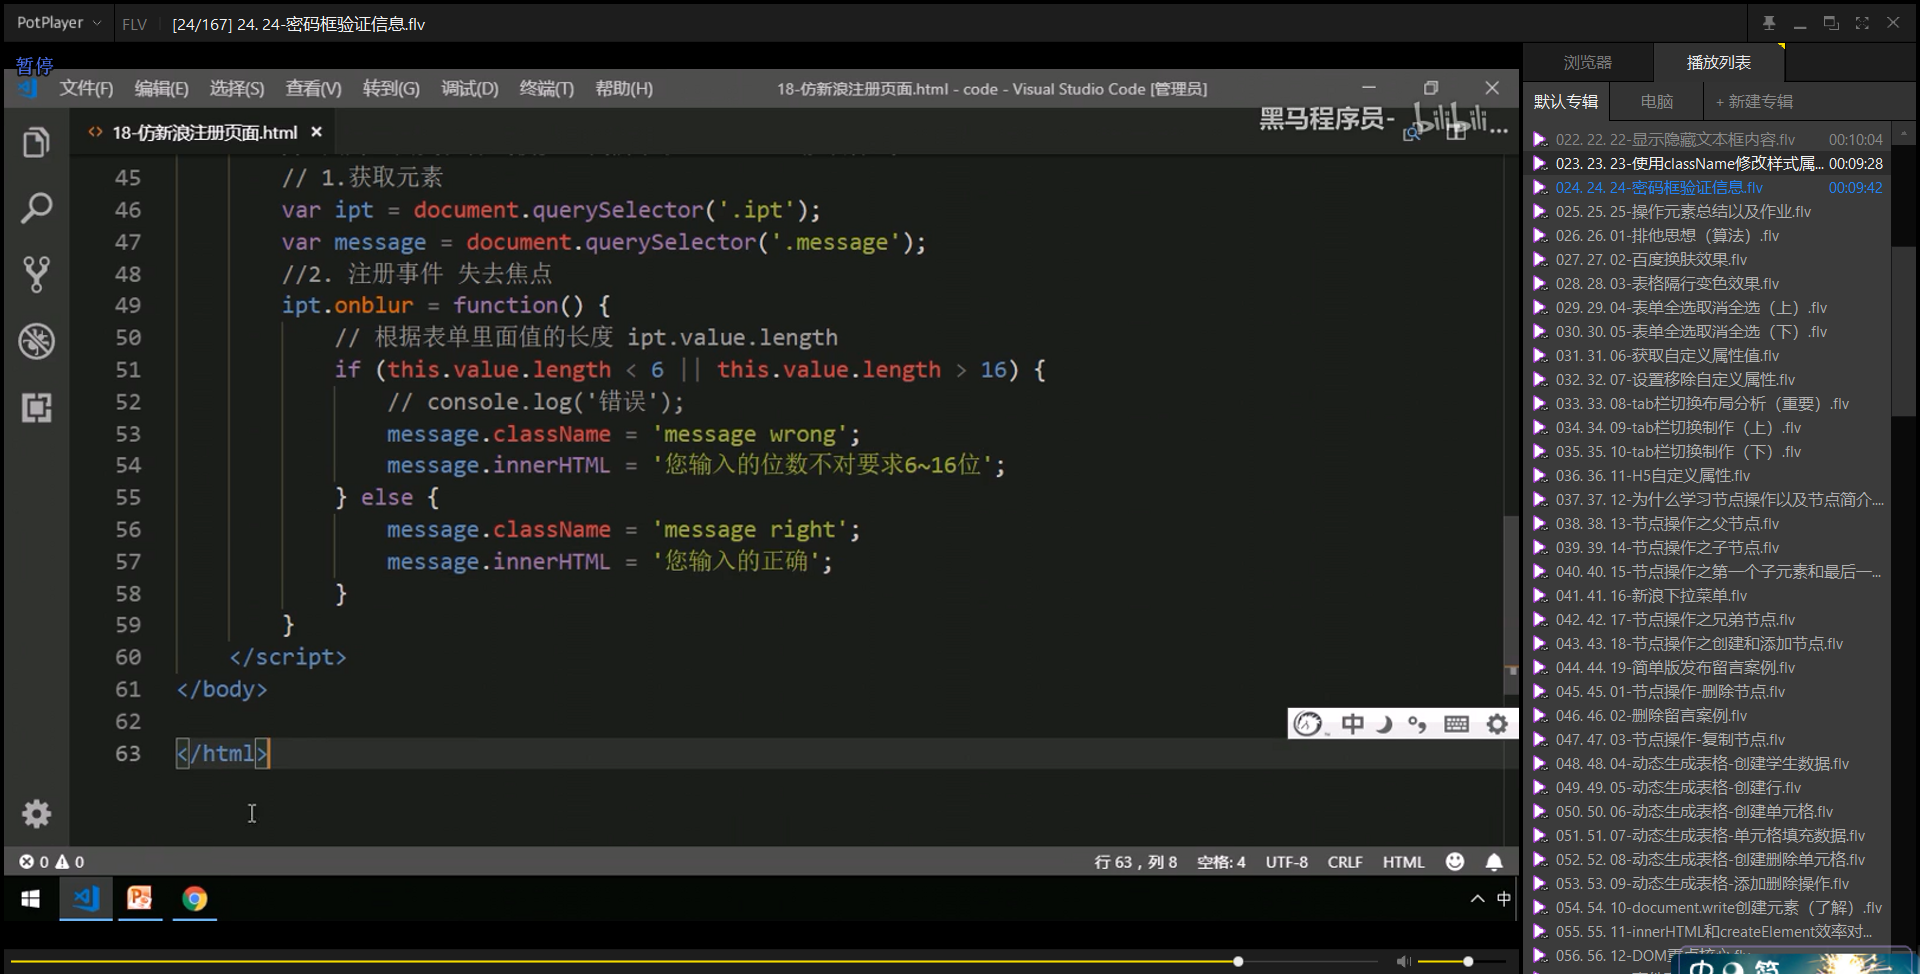 PotPlayer
FLV
[24/167] 24. 24-密码框验证信息.flv
暂停
文件(F) 编辑(E) 选择(S) 查看(V) 转到(G) 调试(D) 终端(T) 帮助(H)
18-仿新浪注册页面.html - code - Visual Studio Code [管理员]
<> 18-仿新浪注册页面.html ×
黑马程序员- bilibili
45 // 1.获取元素
46 var ipt = document.querySelector('.ipt');
47 var message = document.querySelector('.message');
48 //2. 注册事件 失去焦点
49 ipt.onblur = function() {
50 // 根据表单里面值的长度 ipt.value.length
51 if (this.value.length < 6 || this.value.length > 16) {
52 // console.log('错误');
53 message.className = 'message wrong';
54 message.innerHTML = '您输入的位数不对要求6~16位';
55 } else {
56 message.className = 'message right';
57 message.innerHTML = '您输入的正确';
58 }
59 }
60 </script>
61 </body>
62
63 </html>
中
0 0
行 63，列 8 空格: 4 UTF-8 CRLF HTML
中
浏览器
播放列表
默认专辑
电脑
+ 新建专辑
022. 22. 22-显示隐藏文本框内容.flv 00:10:04
023. 23. 23-使用className修改样式属... 00:09:28
024. 24. 24-密码框验证信息.flv 00:09:42
025. 25. 25-操作元素总结以及作业.flv
026. 26. 01-排他思想（算法）.flv
027. 27. 02-百度换肤效果.flv
028. 28. 03-表格隔行变色效果.flv
029. 29. 04-表单全选取消全选（上）.flv
030. 30. 05-表单全选取消全选（下）.flv
031. 31. 06-获取自定义属性值.flv
032. 32. 07-设置移除自定义属性.flv
033. 33. 08-tab栏切换布局分析（重要）.flv
034. 34. 09-tab栏切换制作（上）.flv
035. 35. 10-tab栏切换制作（下）.flv
036. 36. 11-H5自定义属性.flv
037. 37. 12-为什么学习节点操作以及节点简介....
038. 38. 13-节点操作之父节点.flv
039. 39. 14-节点操作之子节点.flv
040. 40. 15-节点操作之第一个子元素和最后一...
041. 41. 16-新浪下拉菜单.flv
042. 42. 17-节点操作之兄弟节点.flv
043. 43. 18-节点操作之创建和添加节点.flv
044. 44. 19-简单版发布留言案例.flv
045. 45. 01-节点操作-删除节点.flv
046. 46. 02-删除留言案例.flv
047. 47. 03-节点操作-复制节点.flv
048. 48. 04-动态生成表格-创建学生数据.flv
049. 49. 05-动态生成表格-创建行.flv
050. 50. 06-动态生成表格-创建单元格.flv
051. 51. 07-动态生成表格-单元格填充数据.flv
052. 52. 08-动态生成表格-创建删除单元格.flv
053. 53. 09-动态生成表格-添加删除操作.flv
054. 54. 10-document.write创建元素（了解）.flv
055. 55. 11-innerHTML和createElement效率对...
056. 56. 12-DOM重点核心.flv